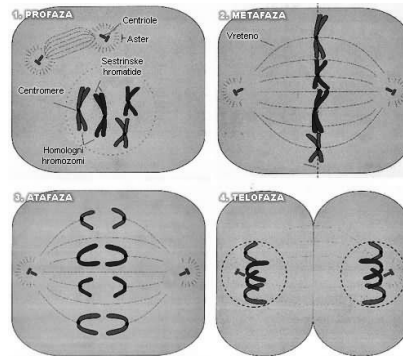 1. PROFAZA
Centriole
Aster
Sestrinske
hromatide
Centromere
Homologni
hromozomi
2. METAFAZA
Vreteno
3. ATAFAZA
4. TELOFAZA